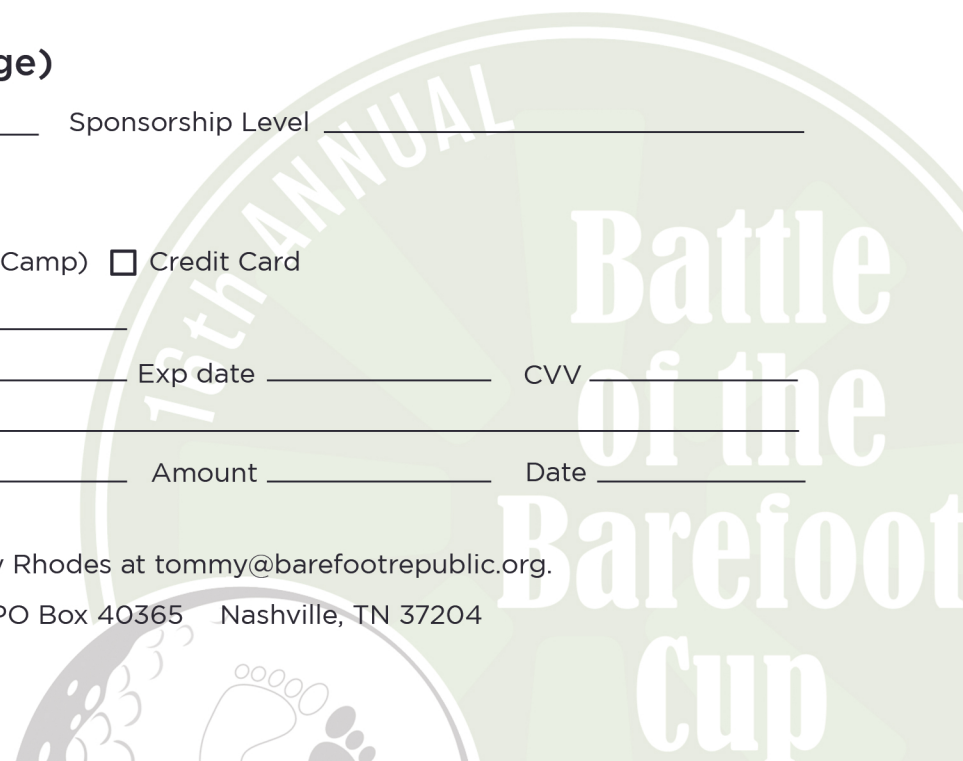 ge)
Sponsorship Level
Camp) Credit Card
Exp date CVV
Amount Date
Rhodes at tommy@barefootrepublic.org.
PO Box 40365 Nashville, TN 37204
16th ANNUAL
Battle
of the
Barefoot
Cup